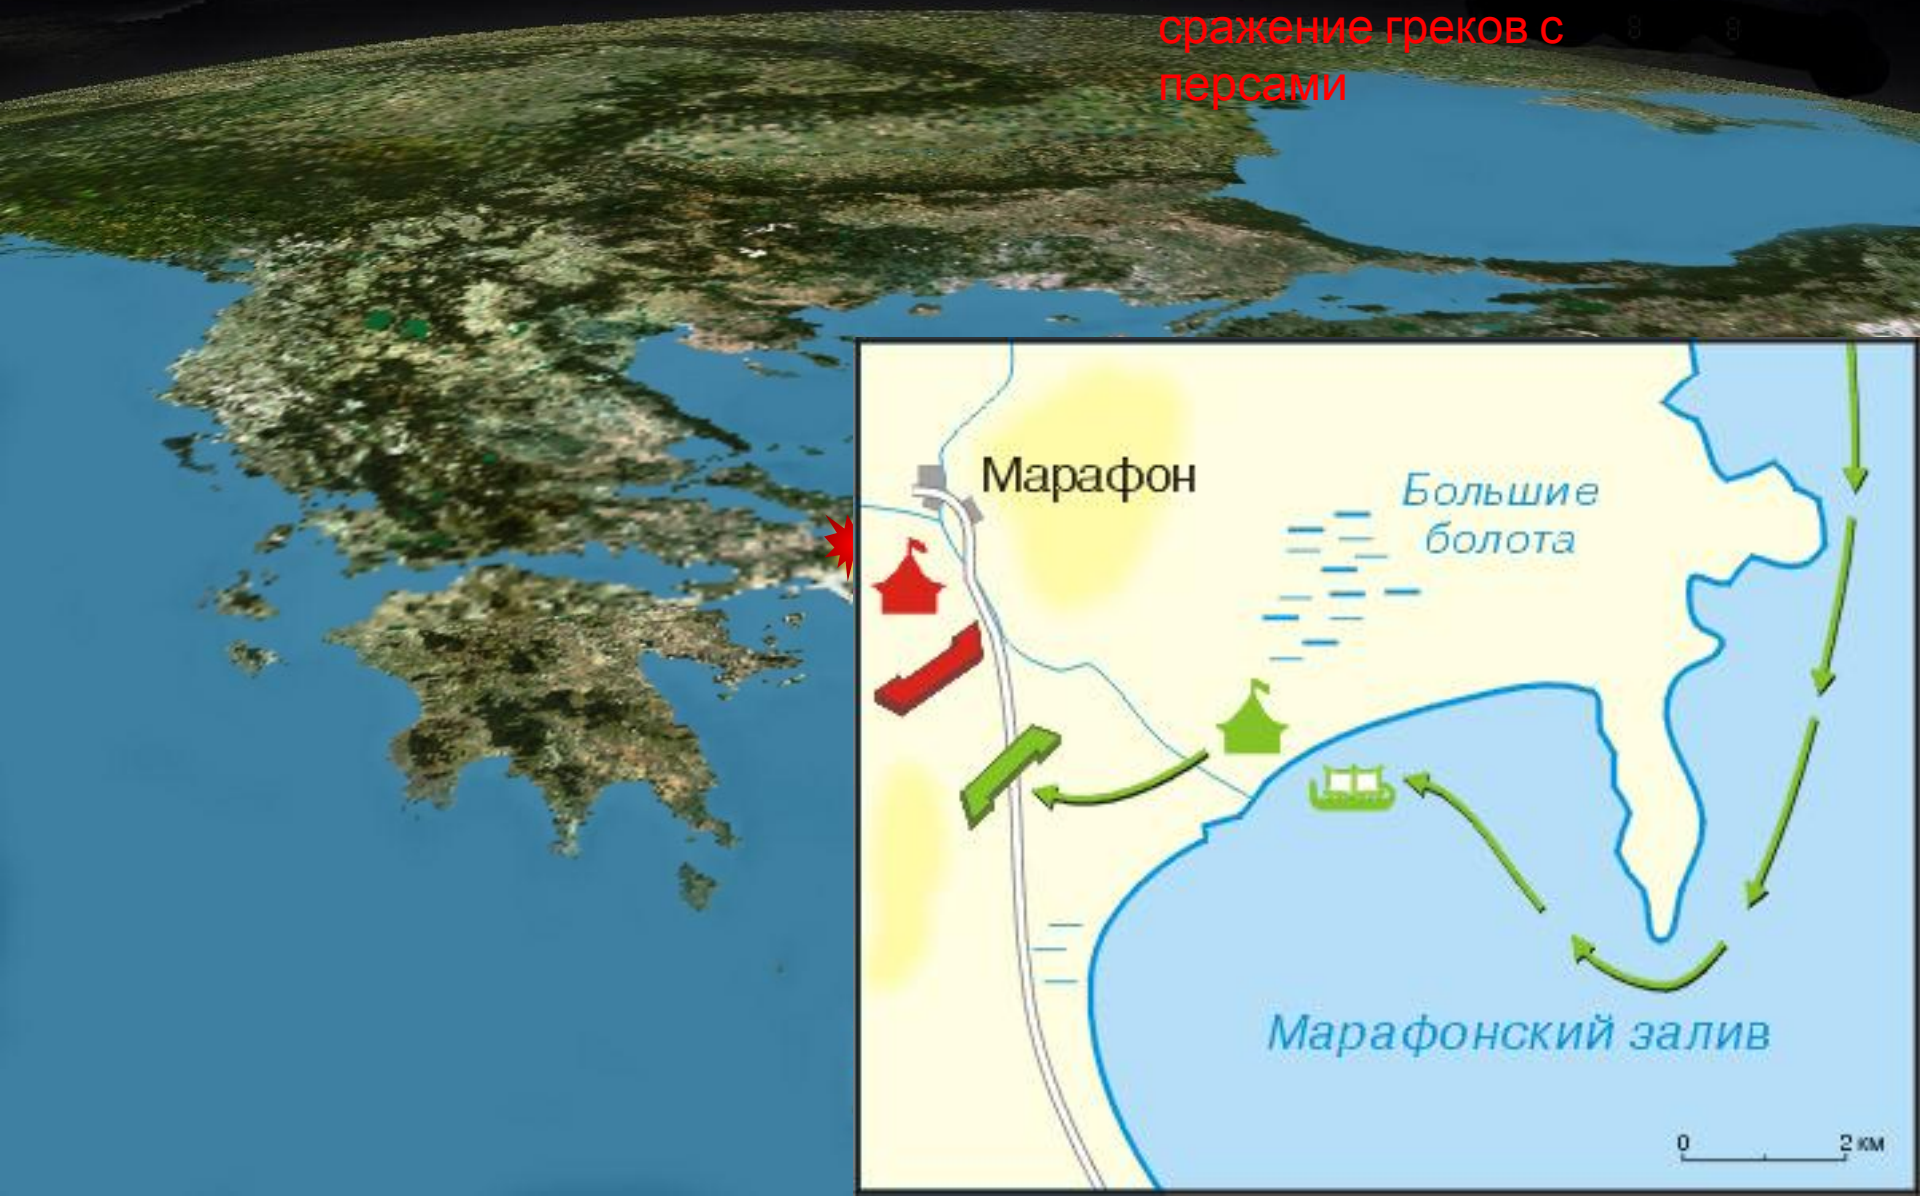 сражение греков с
персами
Марафон
Большие
болота
Марафонский залив
0 2 км